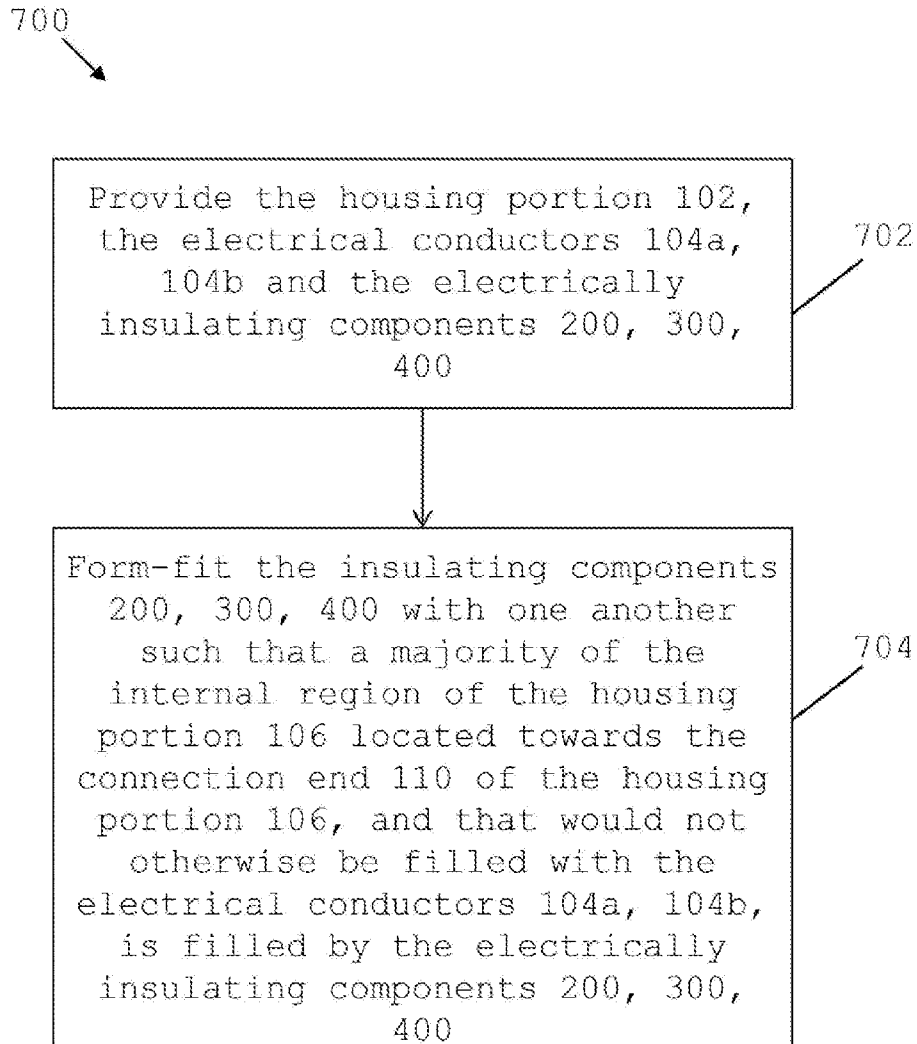 700
Provide the housing portion 102,
the electrical conductors 104a,
104b and the electrically
insulating components 200, 300,
400
702
Form-fit the insulating components
200, 300, 400 with one another
such that a majority of the
internal region of the housing
portion 106 located towards the
connection end 110 of the housing
portion 106, and that would not
otherwise be filled with the
electrical conductors 104a, 104b,
is filled by the electrically
insulating components 200, 300,
400
704